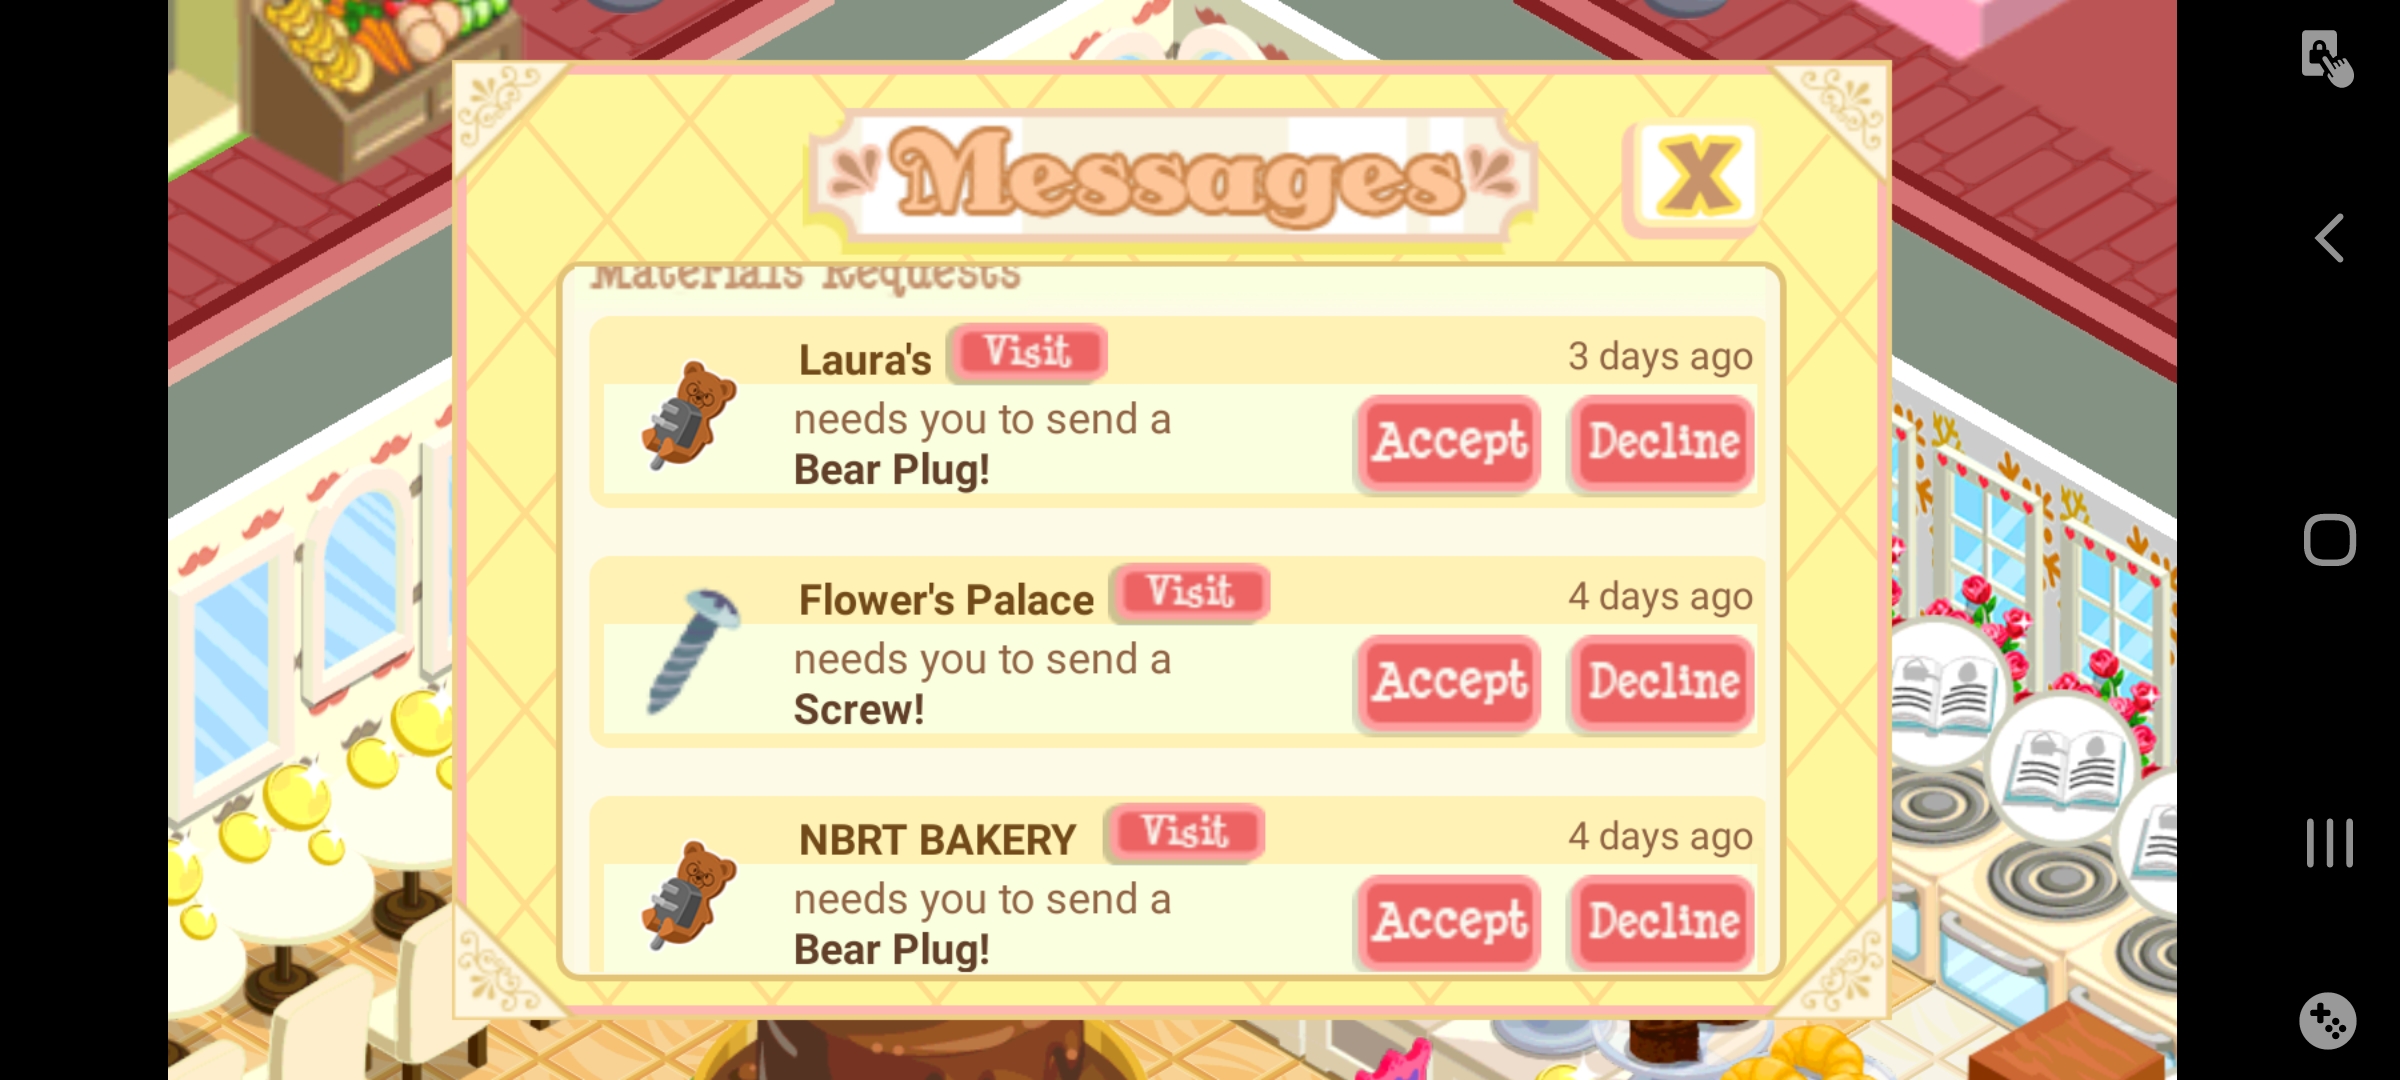 Messages
X
Materials Requests
Laura's Visit 3 days ago
needs you to send a Accept Decline
Bear Plug!
Flower's Palace Visit 4 days ago
needs you to send a Accept Decline
Screw!
NBRT BAKERY Visit 4 days ago
needs you to send a Accept Decline
Bear Plug!